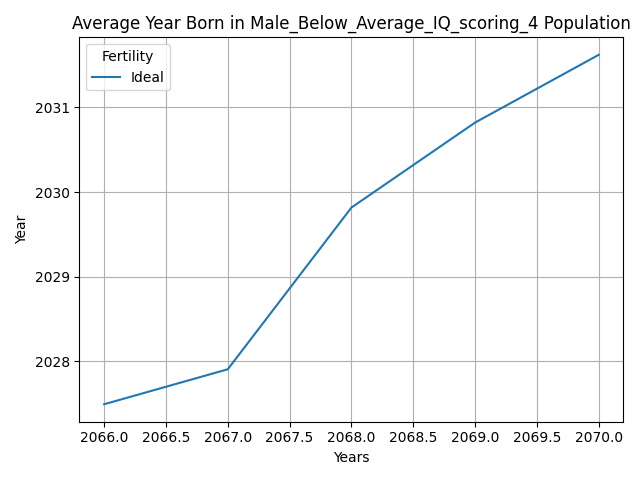 Average Year Born in Male_Below_Average_IQ_scoring_4 Population
Fertility
Ideal
2031
2030
2029
2028
Year
2066.0 2066.5 2067.0 2067.5 2068.0 2068.5 2069.0 2069.5 2070.0
Years